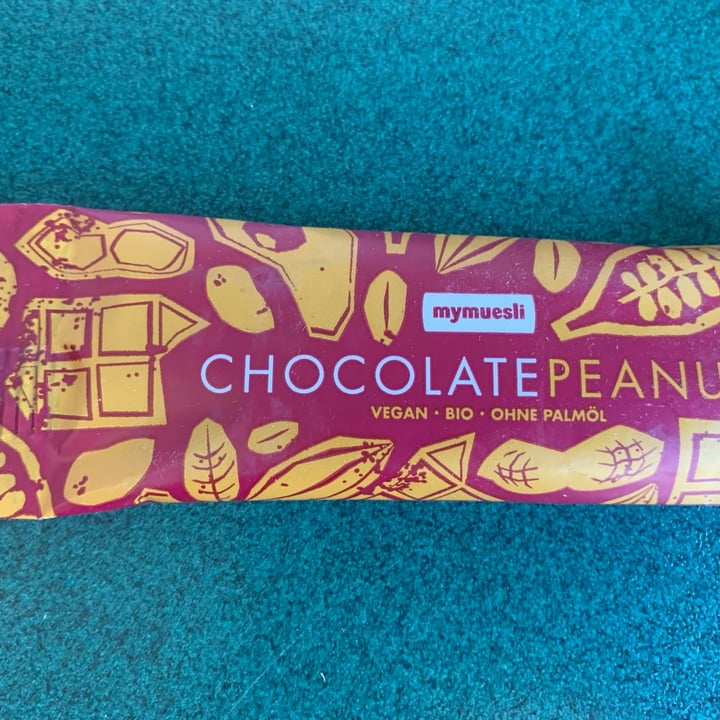 mymuesli
CHOCOLATEPEANU
VEGAN · BIO · OHNE PALMÖL